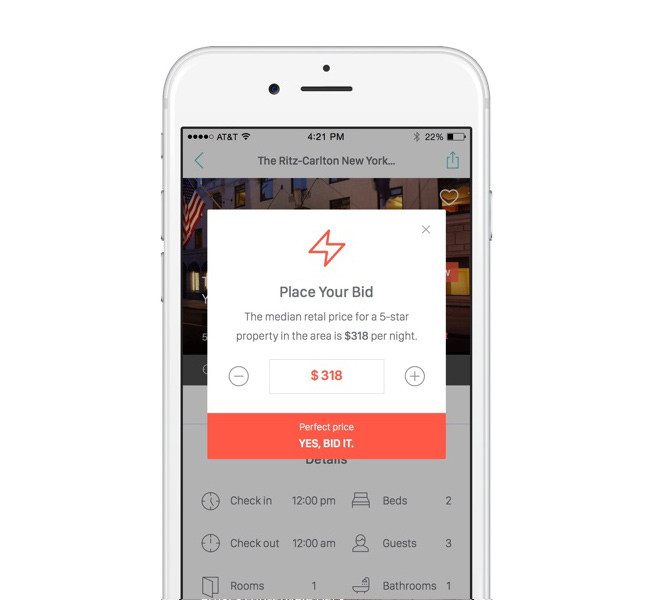 AT&T 4:21 PM 22%
The Ritz-Carlton New York...
Place Your Bid
The median retal price for a 5-star
property in the area is $318 per night.
$ 318
Perfect price
YES, BID IT.
Details
Check in 12:00 pm Beds 2
Check out 12:00 am Guests 3
Rooms 1 Bathrooms 1